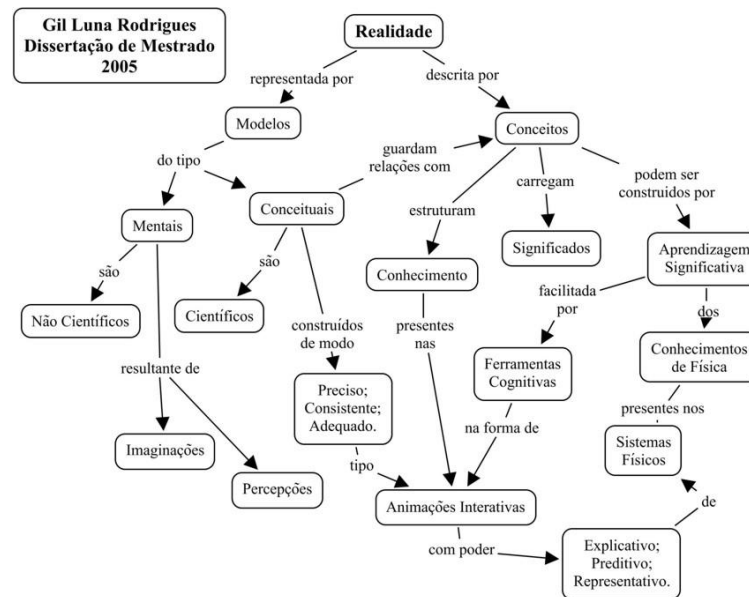 Gil Luna Rodrigues
Dissertação de Mestrado
2005
Realidade
representada por
descrita por
Modelos
Conceitos
do tipo
guardam
relações com
estruturam
carregam
podem ser
construidos por
Mentais
Conceituais
Conhecimento
Significados
Aprendizagem
Significativa
são
são
Não Científicos
Científicos
construídos
de modo
presentes
nas
facilitada
por
dos
resultante de
Preciso;
Consistente;
Adequado.
Ferramentas
Cognitivas
Conhecimentos
de Física
presentes nos
Imaginações
Percepções
tipo
na forma de
Sistemas
Físicos
Animações Interativas
de
com poder
Explicativo;
Preditivo;
Representativo.